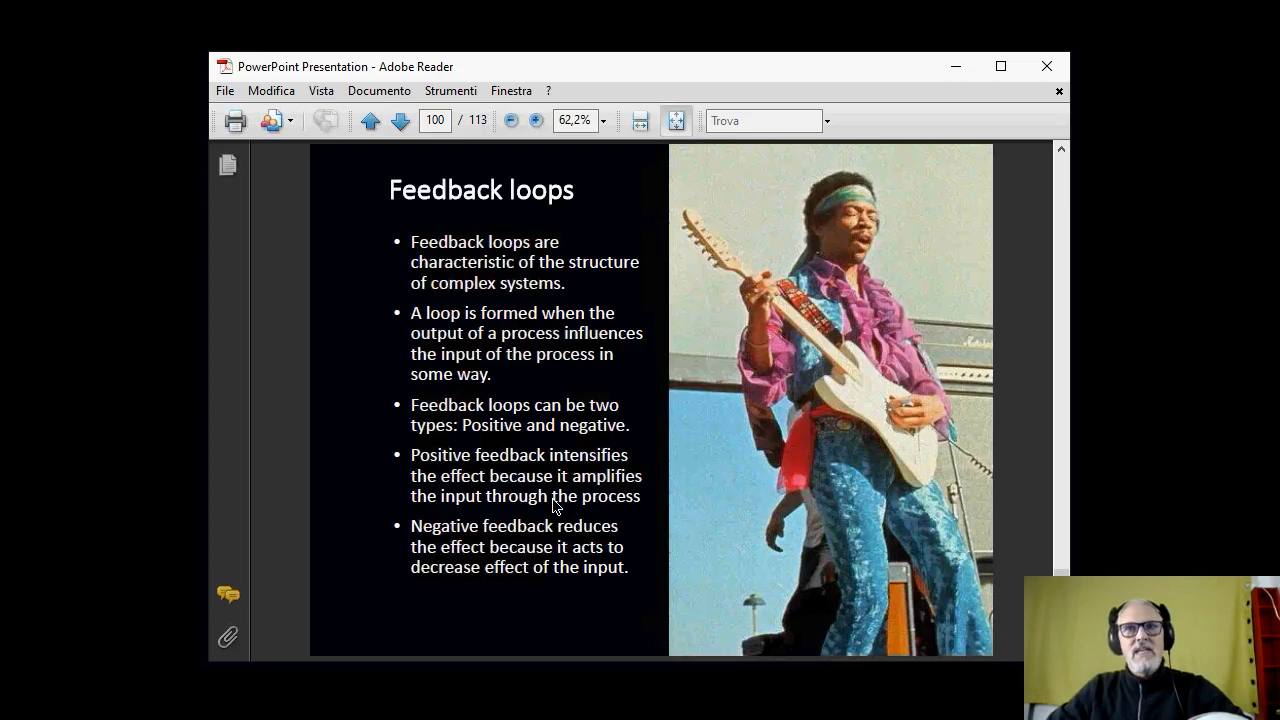 PowerPoint Presentation - Adobe Reader
File Modifica Vista Documento Strumenti Finestra ?
100 / 113 62,2% Trova
Feedback loops
• Feedback loops are
characteristic of the structure
of complex systems.
• A loop is formed when the
output of a process influences
the input of the process in
some way.
• Feedback loops can be two
types: Positive and negative.
• Positive feedback intensifies
the effect because it amplifies
the input through the process
• Negative feedback reduces
the effect because it acts to
decrease effect of the input.